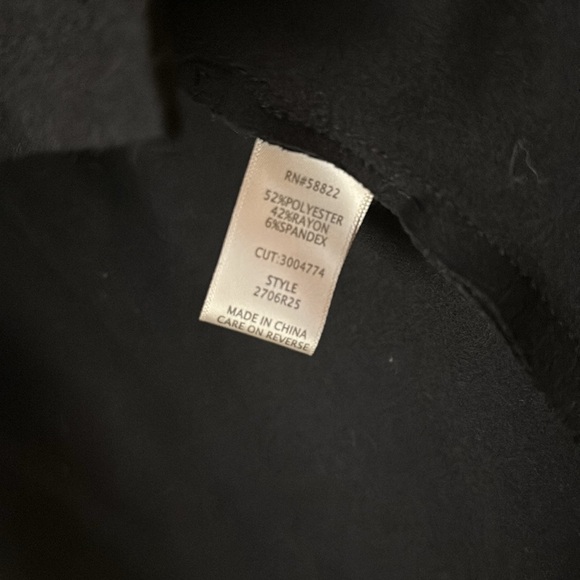 RN#58822
52%POLYESTER
42%RAYON
6%SPANDEX
CUT:3004774
STYLE
2706R25
MADE IN CHINA
CARE ON REVERSE